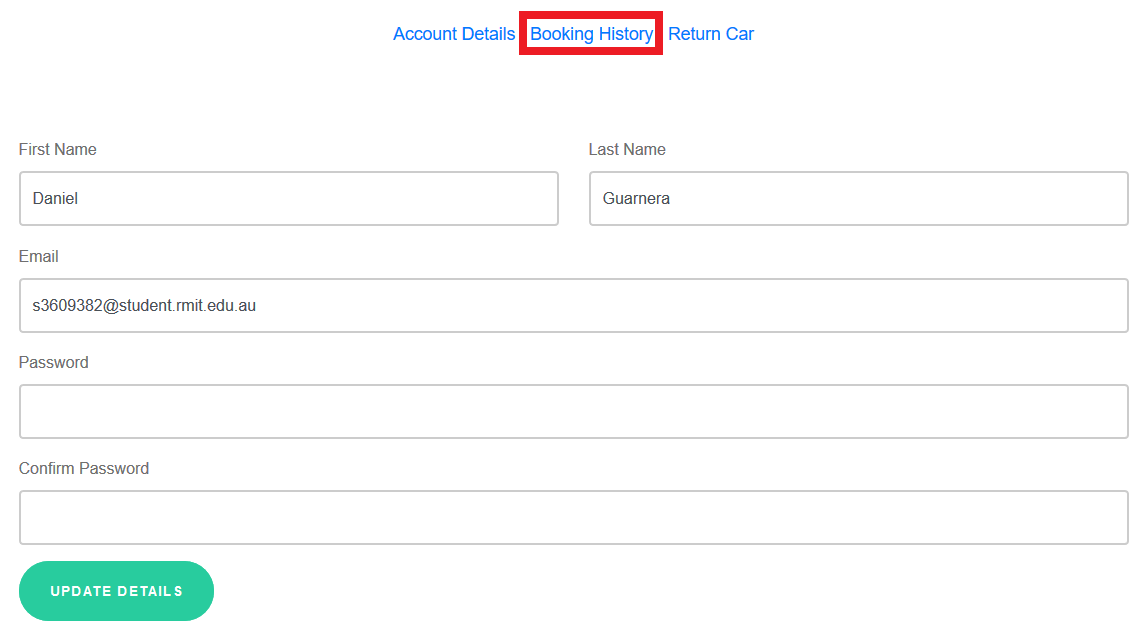 Account Details Booking History Return Car
First Name Last Name
Daniel Guarnera
Email
s3609382@student.rmit.edu.au
Password
Confirm Password
UPDATE DETAILS